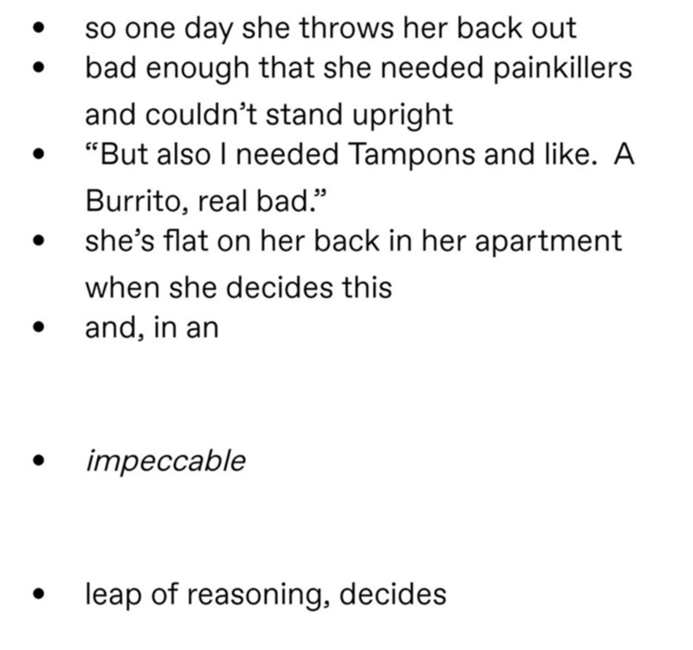 • so one day she throws her back out
• bad enough that she needed painkillers
and couldn’t stand upright
• “But also I needed Tampons and like.  A
Burrito, real bad.”
• she’s flat on her back in her apartment
when she decides this
• and, in an
• impeccable
• leap of reasoning, decides